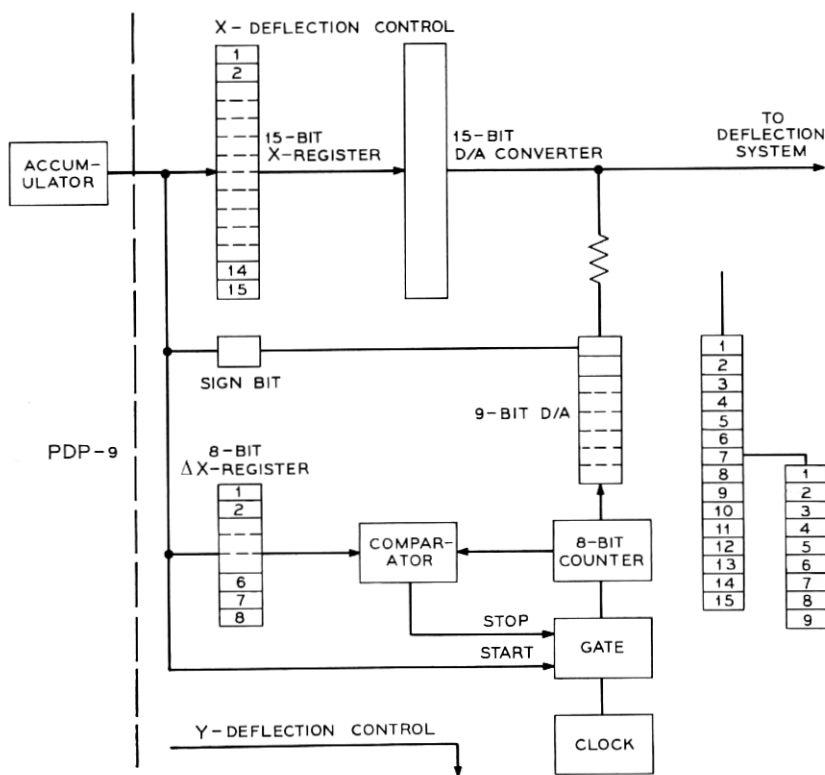 X-DEFLECTION CONTROL
1
2
14
15
ACCUM-
ULATOR
15-BIT
X-REGISTER
15-BIT
D/A CONVERTER
TO
DEFLECTION
SYSTEM
SIGN BIT
9-BIT D/A
PDP-9
8-BIT
ΔX-REGISTER
1
2
6
7
8
COMPAR-
ATOR
8-BIT
COUNTER
STOP
START
GATE
CLOCK
Y-DEFLECTION CONTROL
1
2
3
4
5
6
7
8
9
10
11
12
13
14
15
1
2
3
4
5
6
7
8
9